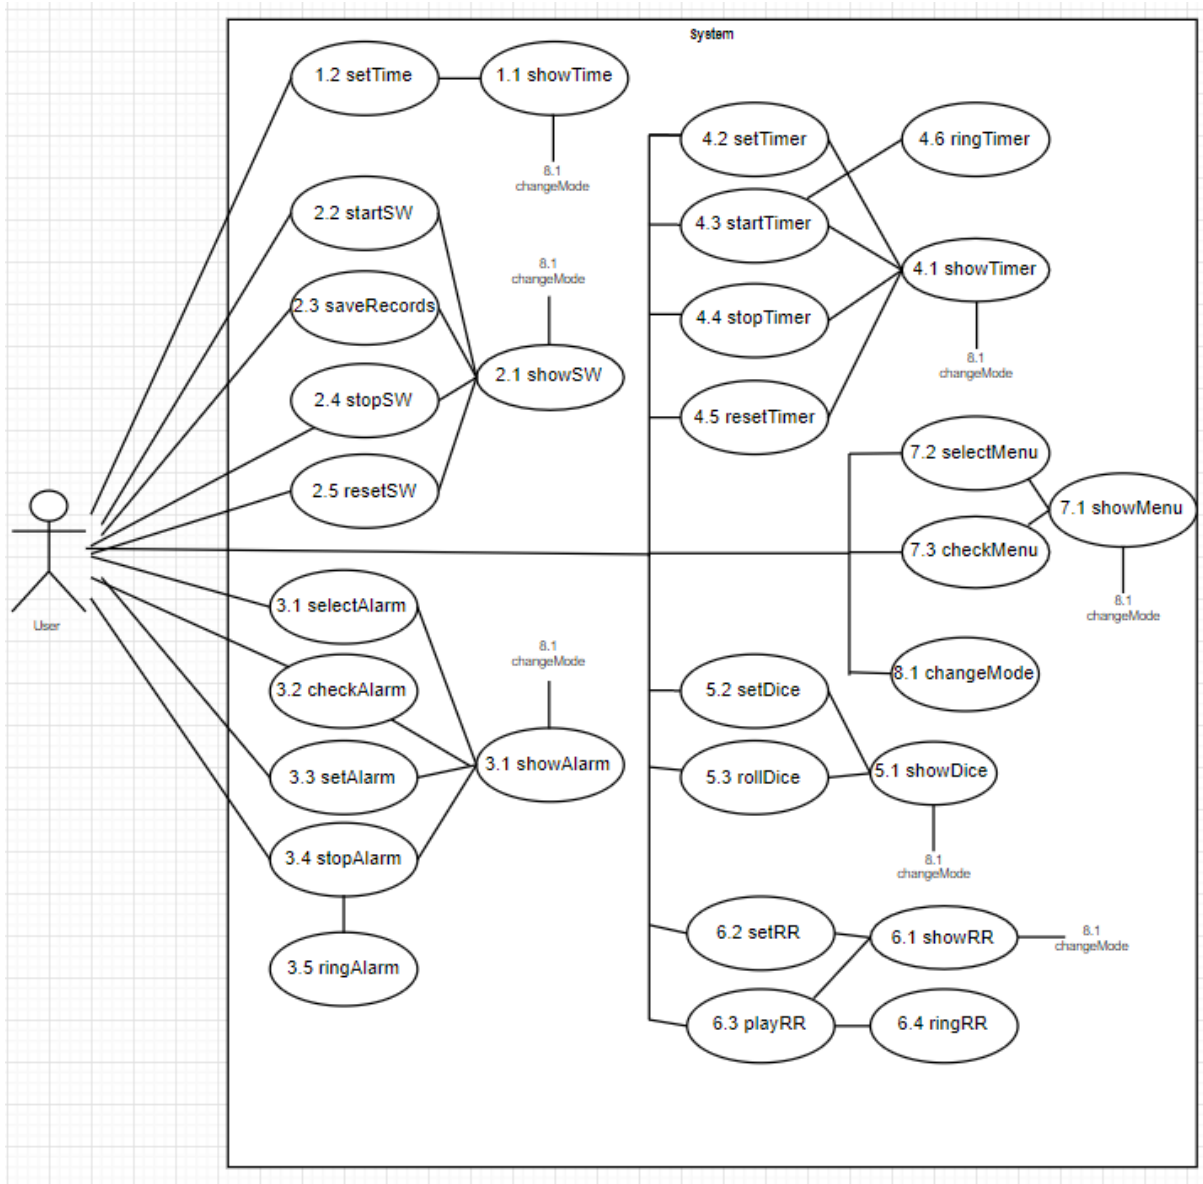 System
1.2 setTime
1.1 showTime
8.1
changeMode
2.2 startSW
2.3 saveRecords
2.4 stopSW
2.5 resetSW
8.1
changeMode
2.1 showSW
User
3.1 selectAlarm
3.2 checkAlarm
3.3 setAlarm
3.4 stopAlarm
3.5 ringAlarm
8.1
changeMode
3.1 showAlarm
4.2 setTimer
4.6 ringTimer
4.3 startTimer
4.1 showTimer
4.4 stopTimer
8.1
changeMode
4.5 resetTimer
7.2 selectMenu
7.1 showMenu
7.3 checkMenu
8.1
changeMode
8.1 changeMode
5.2 setDice
5.3 rollDice
5.1 showDice
8.1
changeMode
6.2 setRR
6.1 showRR
8.1
changeMode
6.3 playRR
6.4 ringRR